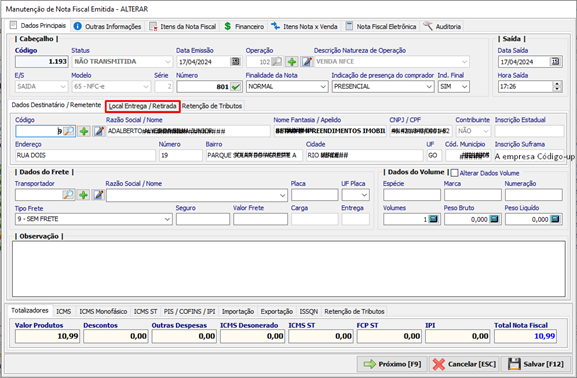 Manutenção de Nota Fiscal Emitida - ALTERAR
Dados Principais Outras Informações Itens da Nota Fiscal Financeiro Itens Nota x Venda Nota Fiscal Eletrônica Auditoria
| Cabeçalho | | Saída |
Código Status Data Emissão Operação Descrição Natureza de Operação Data Saída
1.193 NÃO TRANSMITIDA 17/04/2024 102 VENDA NFCE 17/04/2024
E/S Modelo Série Número Finalidade da Nota Indicação de presença do comprador Ind. Final Hora Saída
SAIDA 65 - NFC-e 2 801 NORMAL PRESENCIAL SIM 17:26
Dados Destinatário / Remetente Local Entrega / Retirada Retenção de Tributos
Código Razão Social / Nome Nome Fantasia / Apelido CNPJ / CPF Contribuinte Inscrição Estadual
ADALBERTO JUNIOR EMPREENDIMENTOS IMOBIL NÃO
Endereço Número Bairro Cidade UF Cód. Município Inscrição Suframa
RUA DOIS 19 PARQUE A RIO GO A empresa Código-up
| Dados do Frete | | Dados do Volume | Alterar Dados Volume
Transportador Razão Social / Nome Placa UF Placa Espécie Marca Numeração
Tipo Frete Seguro Valor Frete Carga Entrega Volumes Peso Bruto Peso Líquido
9 - SEM FRETE 1 0,000 0,000
| Observação |
Totalizadores ICMS ICMS Monofásico ICMS ST PIS / COFINS / IPI Importação Exportação ISSQN Retenção de Tributos
Valor Produtos Descontos Outras Despesas ICMS Desonerado ICMS ST FCP ST IPI Total Nota Fiscal
10,99 0,00 0,00 0,00 0,00 0,00 0,00 10,99
Próximo [F9] Cancelar [ESC] Salvar [F12]